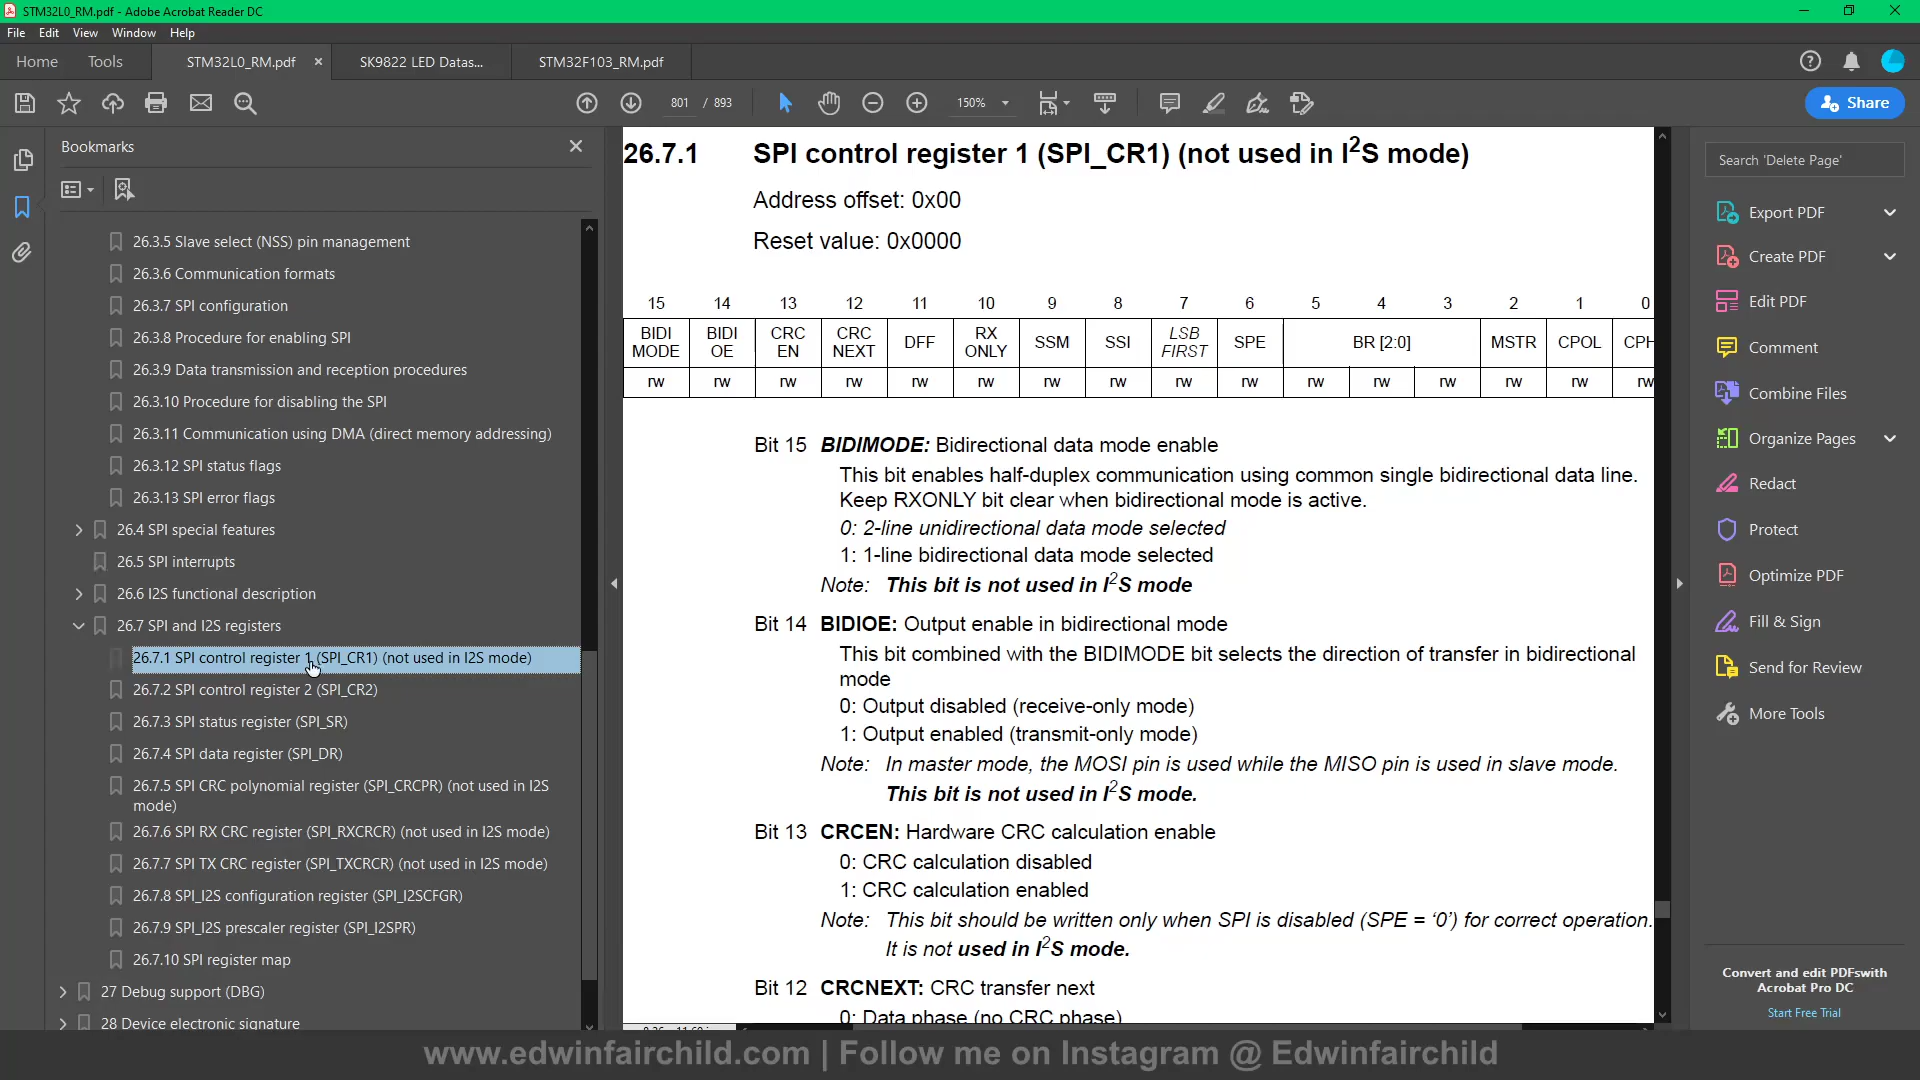 STM32L0_RM.pdf - Adobe Acrobat Reader DC
File Edit View Window Help
Home Tools STM32L0_RM.pdf × SK9822 LED Datas... STM32F103_RM.pdf
801 / 893 150% Share
Bookmarks
26.3.5 Slave select (NSS) pin management
26.3.6 Communication formats
26.3.7 SPI configuration
26.3.8 Procedure for enabling SPI
26.3.9 Data transmission and reception procedures
26.3.10 Procedure for disabling the SPI
26.3.11 Communication using DMA (direct memory addressing)
26.3.12 SPI status flags
26.3.13 SPI error flags
26.4 SPI special features
26.5 SPI interrupts
26.6 I2S functional description
26.7 SPI and I2S registers
26.7.1 SPI control register 1 (SPI_CR1) (not used in I2S mode)
26.7.2 SPI control register 2 (SPI_CR2)
26.7.3 SPI status register (SPI_SR)
26.7.4 SPI data register (SPI_DR)
26.7.5 SPI CRC polynomial register (SPI_CRCPR) (not used in I2S
mode)
26.7.6 SPI RX CRC register (SPI_RXCRCR) (not used in I2S mode)
26.7.7 SPI TX CRC register (SPI_TXCRCR) (not used in I2S mode)
26.7.8 SPI_I2S configuration register (SPI_I2SCFGR)
26.7.9 SPI_I2S prescaler register (SPI_I2SPR)
26.7.10 SPI register map
27 Debug support (DBG)
28 Device electronic signature
26.7.1 SPI control register 1 (SPI_CR1) (not used in I2S mode)
Address offset: 0x00
Reset value: 0x0000
15 14 13 12 11 10 9 8 7 6 5 4 3 2 1 0
BIDI MODE BIDI OE CRC EN CRC NEXT DFF RX ONLY SSM SSI LSB FIRST SPE BR [2:0] MSTR CPOL CPH
rw rw rw rw rw rw rw rw rw rw rw rw rw rw rw rw
Bit 15 BIDIMODE: Bidirectional data mode enable
This bit enables half-duplex communication using common single bidirectional data line.
Keep RXONLY bit clear when bidirectional mode is active.
0: 2-line unidirectional data mode selected
1: 1-line bidirectional data mode selected
Note: This bit is not used in I2S mode
Bit 14 BIDIOE: Output enable in bidirectional mode
This bit combined with the BIDIMODE bit selects the direction of transfer in bidirectional
mode
0: Output disabled (receive-only mode)
1: Output enabled (transmit-only mode)
Note: In master mode, the MOSI pin is used while the MISO pin is used in slave mode.
This bit is not used in I2S mode.
Bit 13 CRCEN: Hardware CRC calculation enable
0: CRC calculation disabled
1: CRC calculation enabled
Note: This bit should be written only when SPI is disabled (SPE = ‘0’) for correct operation.
It is not used in I2S mode.
Bit 12 CRCNEXT: CRC transfer next
0: Data phase (no CRC phase)
Search 'Delete Page'
Export PDF
Create PDF
Edit PDF
Comment
Combine Files
Organize Pages
Redact
Protect
Optimize PDF
Fill & Sign
Send for Review
More Tools
Convert and edit PDFswith
Acrobat Pro DC
Start Free Trial
www.edwinfairchild.com | Follow me on Instagram @ Edwinfairchild